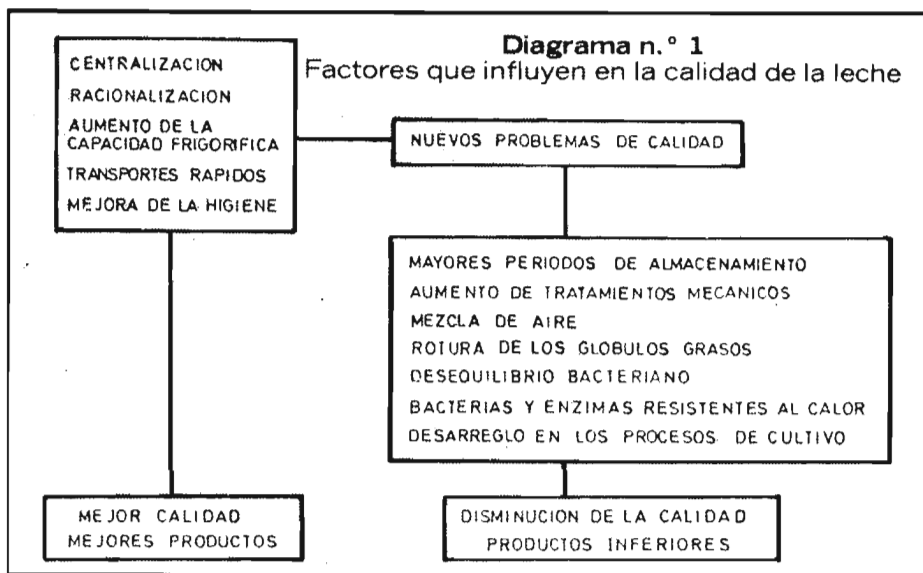 Diagrama n.° 1
Factores que influyen en la calidad de la leche
CENTRALIZACION
RACIONALIZACION
AUMENTO DE LA
CAPACIDAD FRIGORIFICA
TRANSPORTES RAPIDOS
MEJORA DE LA HIGIENE
NUEVOS PROBLEMAS DE CALIDAD
MAYORES PERIODOS DE ALMACENAMIENTO
AUMENTO DE TRATAMIENTOS MECANICOS
MEZCLA DE AIRE
ROTURA DE LOS GLOBULOS GRASOS
DESEQUILIBRIO BACTERIANO
BACTERIAS Y ENZIMAS RESISTENTES AL CALOR
DESARREGLO EN LOS PROCESOS DE CULTIVO
MEJOR CALIDAD
MEJORES PRODUCTOS
DISMINUCION DE LA CALIDAD
PRODUCTOS INFERIORES